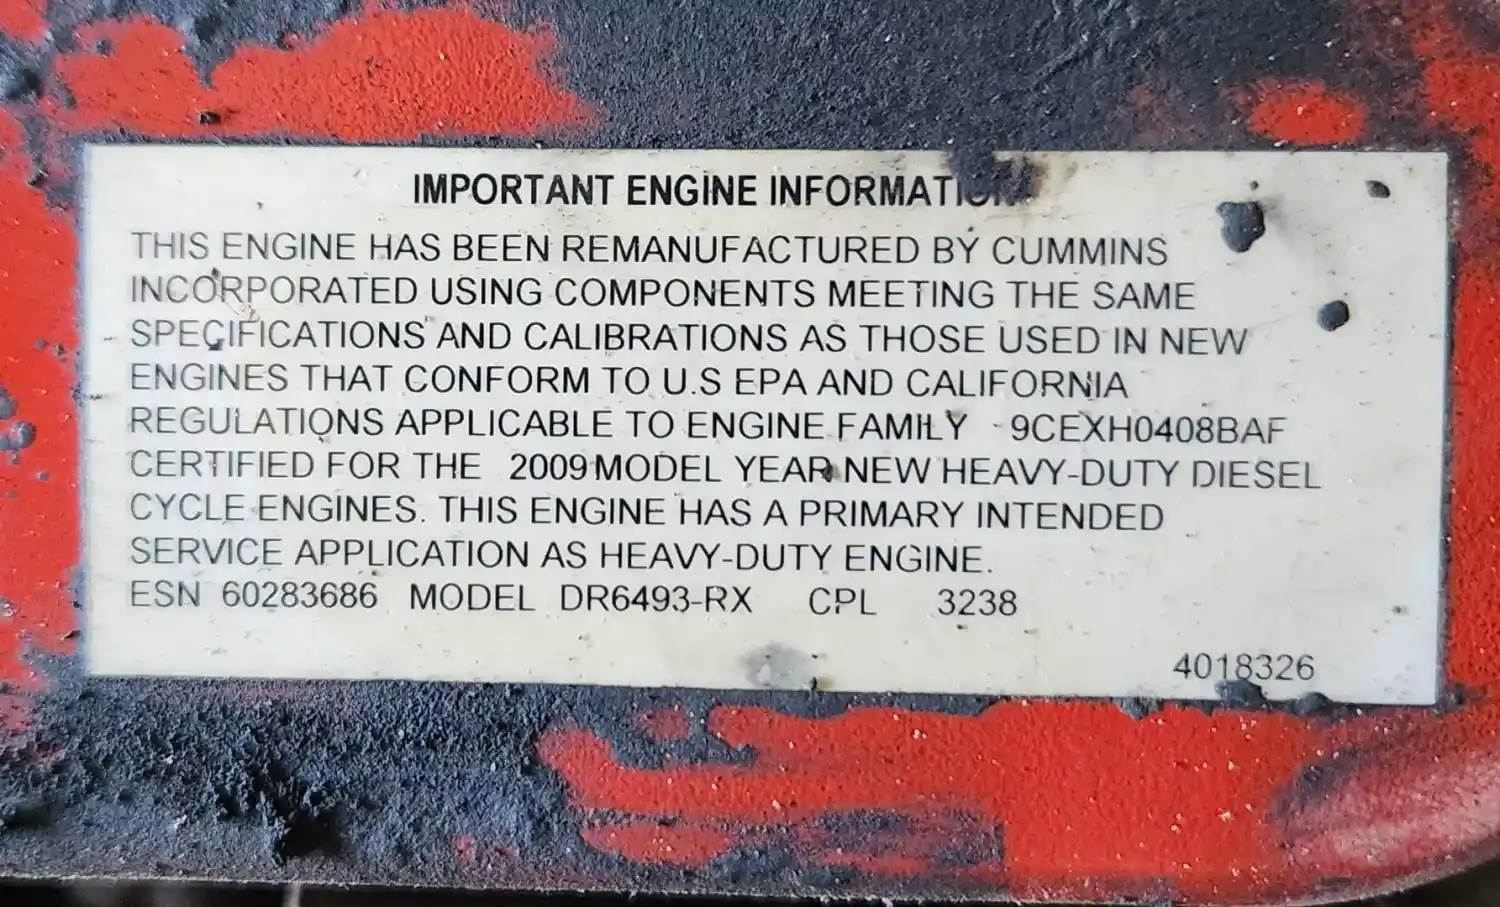 IMPORTANT ENGINE INFORMATION
THIS ENGINE HAS BEEN REMANUFACTURED BY CUMMINS
INCORPORATED USING COMPONENTS MEETING THE SAME
SPECIFICATIONS AND CALIBRATIONS AS THOSE USED IN NEW
ENGINES THAT CONFORM TO U.S EPA AND CALIFORNIA
REGULATIONS APPLICABLE TO ENGINE FAMILY 9CEXH0408BAF
CERTIFIED FOR THE 2009 MODEL YEAR NEW HEAVY-DUTY DIESEL
CYCLE ENGINES. THIS ENGINE HAS A PRIMARY INTENDED
SERVICE APPLICATION AS HEAVY-DUTY ENGINE.
ESN 60283686 MODEL DR6493-RX CPL 3238
4018326